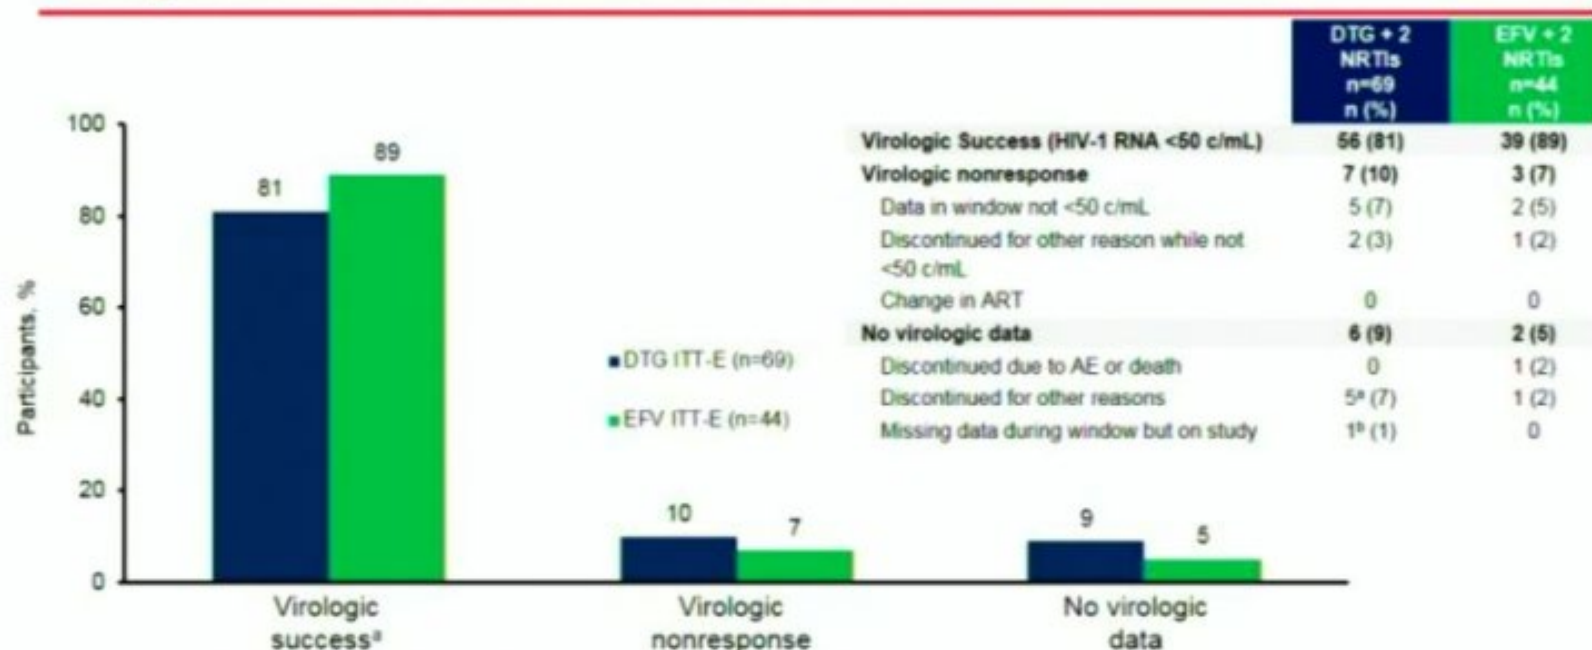 DTG + 2
NRTIs
n=69
n (%)
EFV + 2
NRTIs
n=44
n (%)
Virologic Success (HIV-1 RNA <50 c/mL) 56 (81) 39 (89)
Virologic nonresponse 7 (10) 3 (7)
Data in window not <50 c/mL 5 (7) 2 (5)
Discontinued for other reason while not 2 (3) 1 (2)
<50 c/mL
Change in ART 0 0
No virologic data 6 (9) 2 (5)
Discontinued due to AE or death 0 1 (2)
Discontinued for other reasons 5ᵃ (7) 1 (2)
Missing data during window but on study 1ᵇ (1) 0
Participants, %
100
80
60
40
20
0
81
89
10
7
9
5
DTG ITT-E (n=69)
EFV ITT-E (n=44)
Virologic
successᵃ
Virologic
nonresponse
No virologic
data